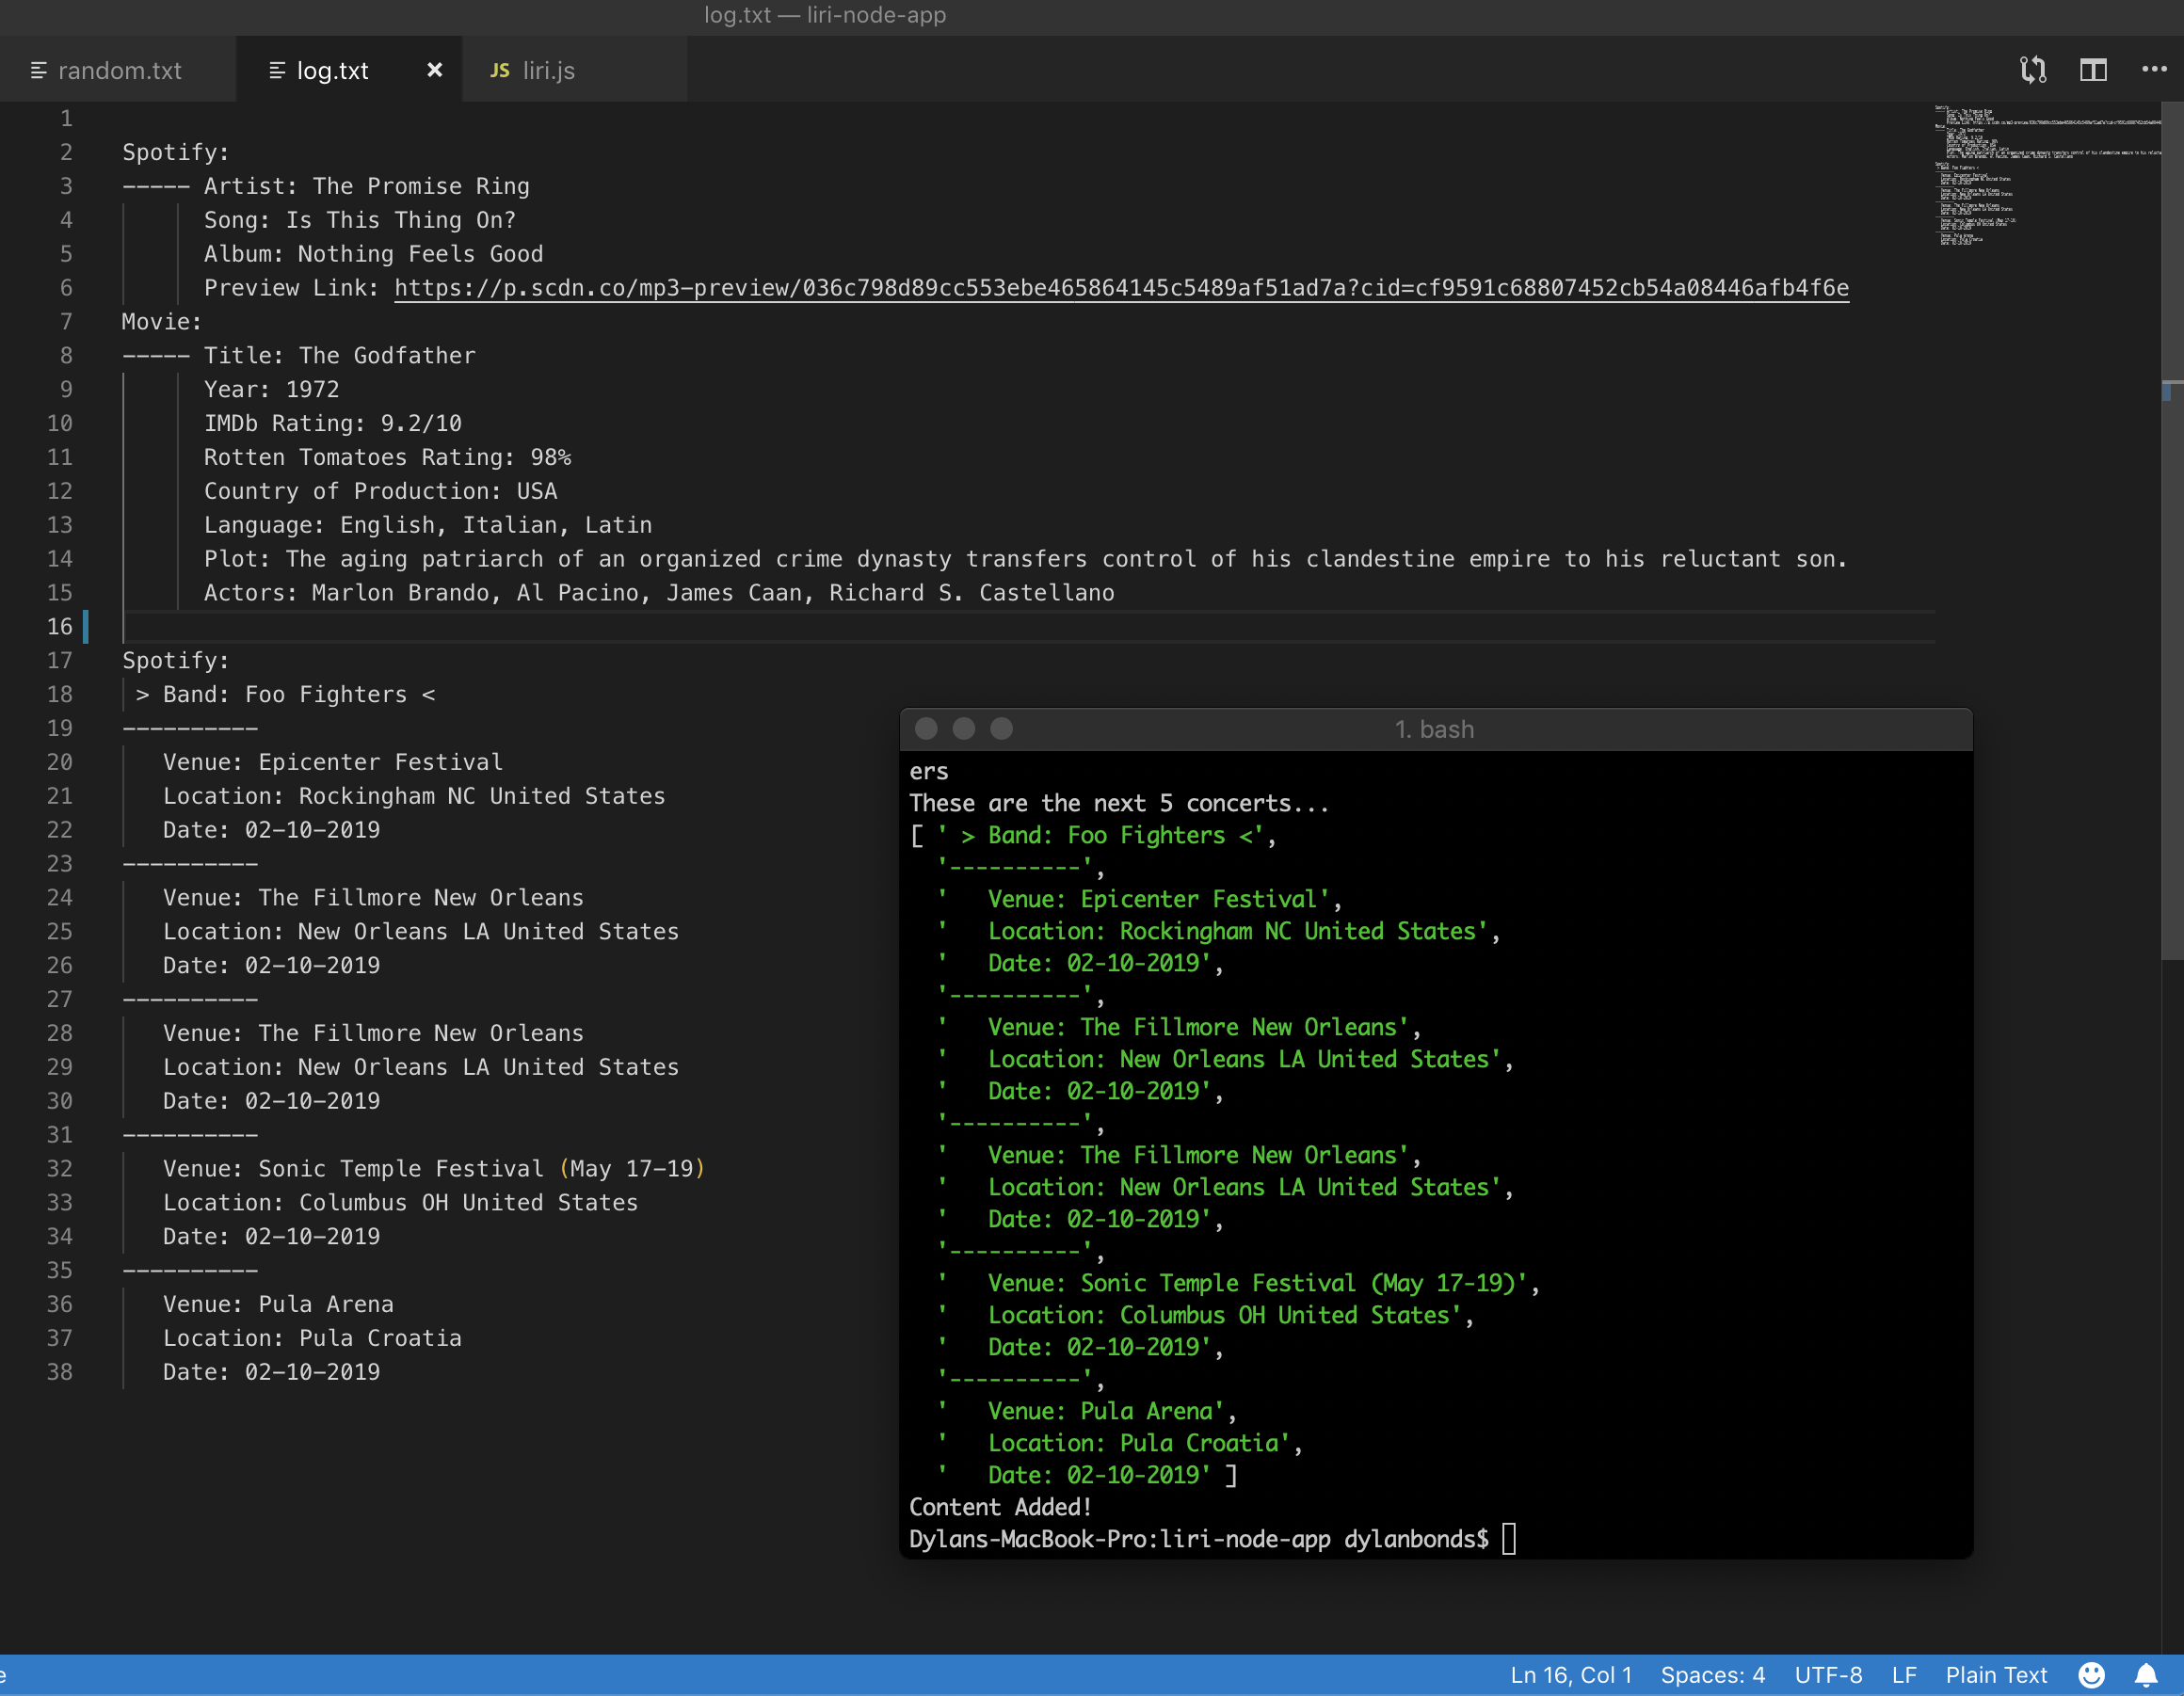 log.txt — liri-node-app
random.txt
log.txt
JS liri.js
1
2 Spotify:
3 ----- Artist: The Promise Ring
4 Song: Is This Thing On?
5 Album: Nothing Feels Good
6 Preview Link: https://p.scdn.co/mp3-preview/036c798d89cc553ebe465864145c5489af51ad7a?cid=cf9591c68807452cb54a08446afb4f6e
7 Movie:
8 ----- Title: The Godfather
9 Year: 1972
10 IMDb Rating: 9.2/10
11 Rotten Tomatoes Rating: 98%
12 Country of Production: USA
13 Language: English, Italian, Latin
14 Plot: The aging patriarch of an organized crime dynasty transfers control of his clandestine empire to his reluctant son.
15 Actors: Marlon Brando, Al Pacino, James Caan, Richard S. Castellano
16
17 Spotify:
18 > Band: Foo Fighters <
19 ----------
20 Venue: Epicenter Festival
21 Location: Rockingham NC United States
22 Date: 02-10-2019
23 ----------
24 Venue: The Fillmore New Orleans
25 Location: New Orleans LA United States
26 Date: 02-10-2019
27 ----------
28 Venue: The Fillmore New Orleans
29 Location: New Orleans LA United States
30 Date: 02-10-2019
31 ----------
32 Venue: Sonic Temple Festival (May 17-19)
33 Location: Columbus OH United States
34 Date: 02-10-2019
35 ----------
36 Venue: Pula Arena
37 Location: Pula Croatia
38 Date: 02-10-2019
1. bash
ers
These are the next 5 concerts...
[ ' > Band: Foo Fighters <',
'----------',
'   Venue: Epicenter Festival',
'   Location: Rockingham NC United States',
'   Date: 02-10-2019',
'----------',
'   Venue: The Fillmore New Orleans',
'   Location: New Orleans LA United States',
'   Date: 02-10-2019',
'----------',
'   Venue: The Fillmore New Orleans',
'   Location: New Orleans LA United States',
'   Date: 02-10-2019',
'----------',
'   Venue: Sonic Temple Festival (May 17-19)',
'   Location: Columbus OH United States',
'   Date: 02-10-2019',
'----------',
'   Venue: Pula Arena',
'   Location: Pula Croatia',
'   Date: 02-10-2019' ]
Content Added!
Dylans-MacBook-Pro:liri-node-app dylanbonds$
Ln 16, Col 1 Spaces: 4 UTF-8 LF Plain Text